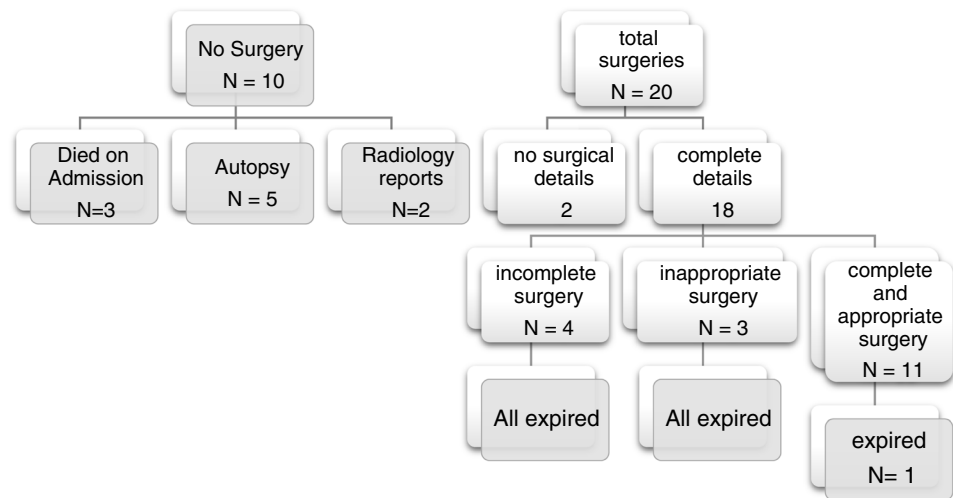 No Surgery
N = 10
Died on
Admission
N=3
Autopsy
N = 5
Radiology
reports
N=2
total
surgeries
N = 20
no surgical
details
2
complete
details
18
incomplete
surgery
N = 4
inappropriate
surgery
N = 3
complete
and
appropriate
surgery
N = 11
All expired
All expired
expired
N= 1